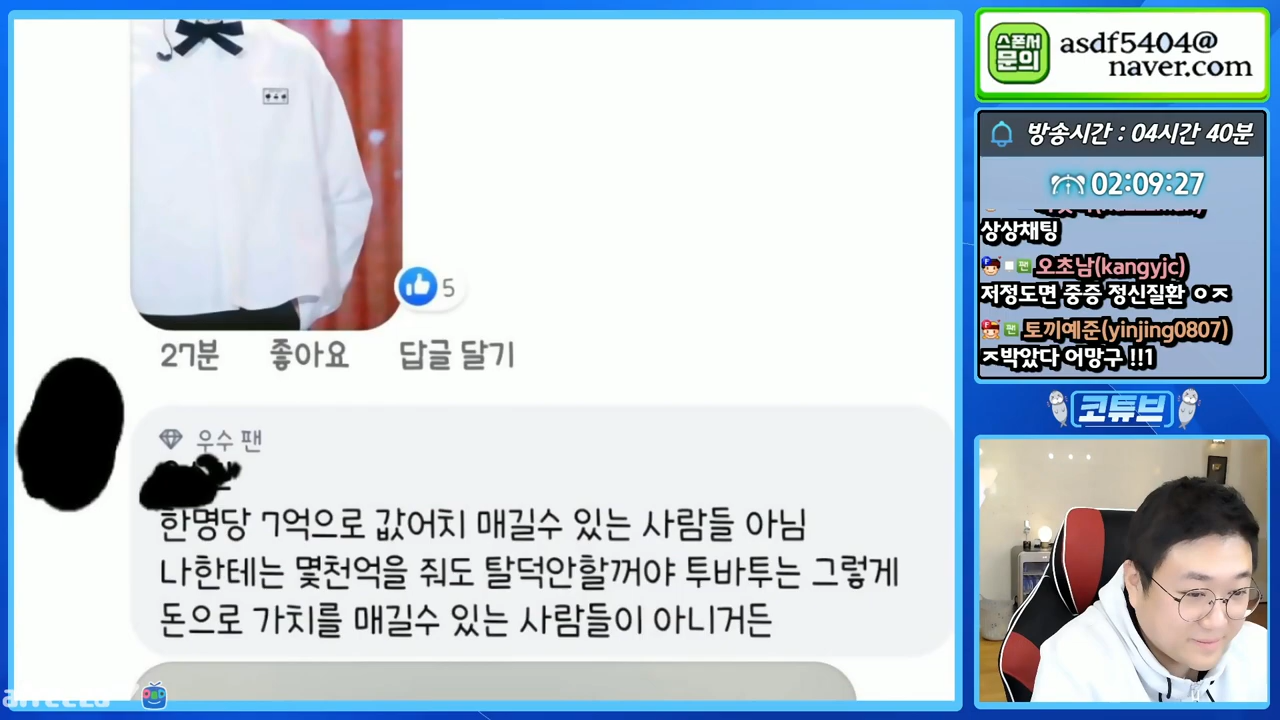 5
27분 좋아요 답글 달기
우수 팬
한명당 7억으로 값어치 매길수 있는 사람들 아님
나한테는 몇천억을 줘도 탈덕안할꺼야 투바투는 그렇게
돈으로 가치를 매길수 있는 사람들이 아니거든
스폰서
문의
asdf5404@
naver.com
방송시간 : 04시간 40분
02:09:27
상상채팅
팬 오초남(kangyjc)
저정도면 중증 정신질환 ㅇㅈ
팬 토끼예준(yinjing0807)
ㅈ박았다 어망구 !!1
코튜브